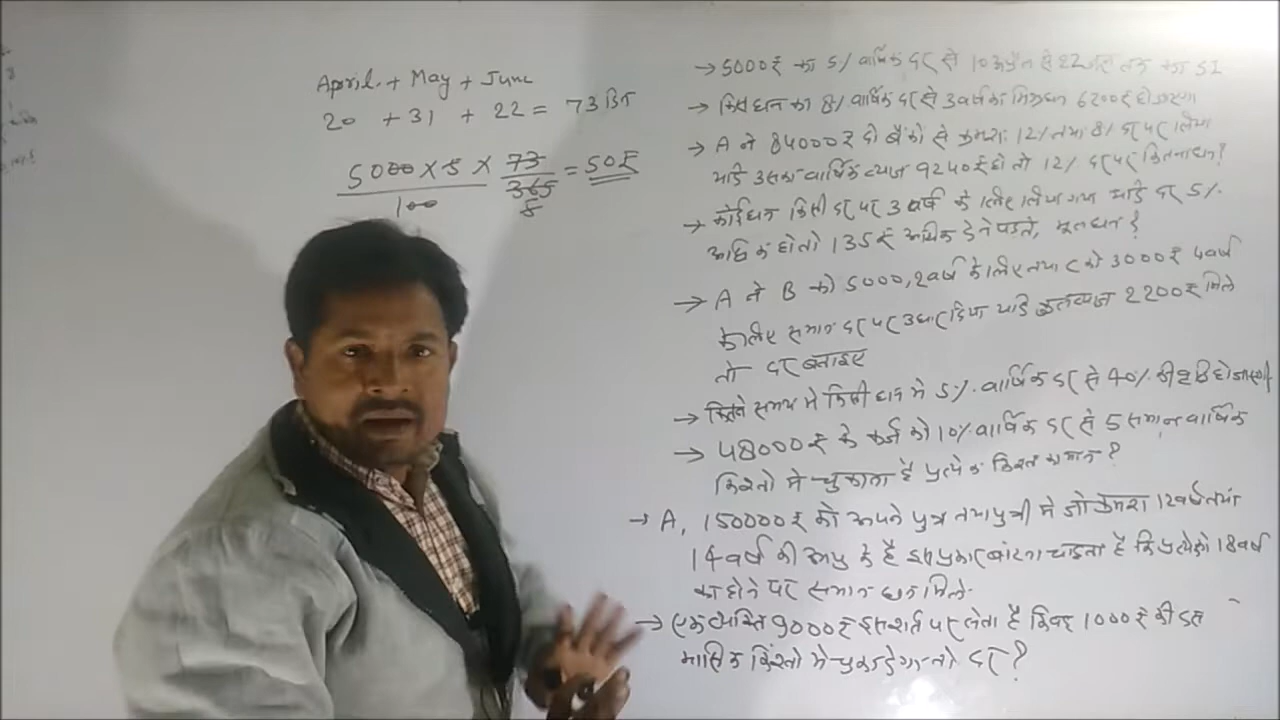 April + May + June
20 + 31 + 22 = 73 दिन
5000 × 5 × 73 = 50₹
100 365
5
→ 5000₹ का 5% वार्षिक दर से 10 अप्रैल से 22 जून तक का SI
→ किस धन का 8% वार्षिक दर से 3 वर्ष का मिश्रधन 6200₹ हो जाएगा
→ A ने 84000₹ दो बैंको से क्रमशः 12% तथा 8% दर पर लिया
यदि उसका वार्षिक ब्याज 9240₹ हो तो 12% दर पर कितना धन?
→ कोई धन किसी दर पर 3 वर्ष के लिए लिया गया यदि दर 5%
अधिक होतो 135₹ अधिक देने पड़ते, मूलधन?
→ A ने B को 5000, 2 वर्ष के लिए तथा C को 3000₹ 4 वर्ष
के लिए समान दर पर उधार दिया यदि कुल ब्याज 2200₹ मिले
तो दर बताइए
→ कितने समय मे किसी धन मे 5% वार्षिक दर से 40% की वृद्धि हो जाएगी
→ 48000₹ के कर्ज को 10% वार्षिक दर से 5 समान वार्षिक
किस्तो मे चुकाता है प्रत्येक किस्त का मान?
→ A, 150000₹ को अपने पुत्र तथा पुत्री मे जो क्रमशः 12 वर्ष तथा
14 वर्ष की आयु के है इस प्रकार बांटना चाहता है कि प्रत्येक को 18 वर्ष
का होने पर समान धन मिले
→ एक व्यक्ति 9000₹ इस शर्त पर लेता है कि वह 1000₹ की दस
मासिक किस्तो मे चुका देगा तो दर?